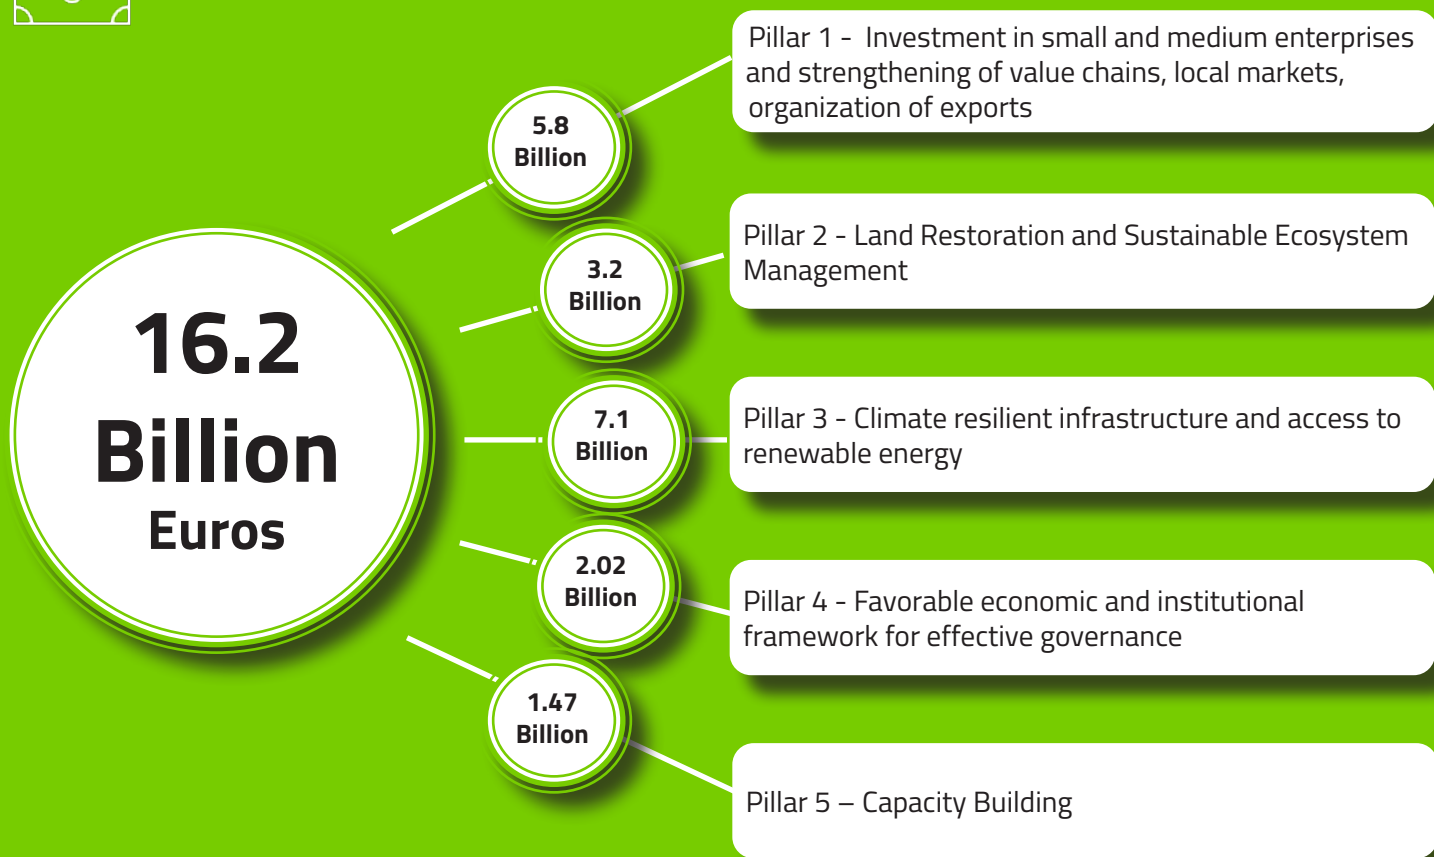 16.2
Billion
Euros
5.8
Billion
Pillar 1 - Investment in small and medium enterprises
and strengthening of value chains, local markets,
organization of exports
3.2
Billion
Pillar 2 - Land Restoration and Sustainable Ecosystem
Management
7.1
Billion
Pillar 3 - Climate resilient infrastructure and access to
renewable energy
2.02
Billion
Pillar 4 - Favorable economic and institutional
framework for effective governance
1.47
Billion
Pillar 5 – Capacity Building